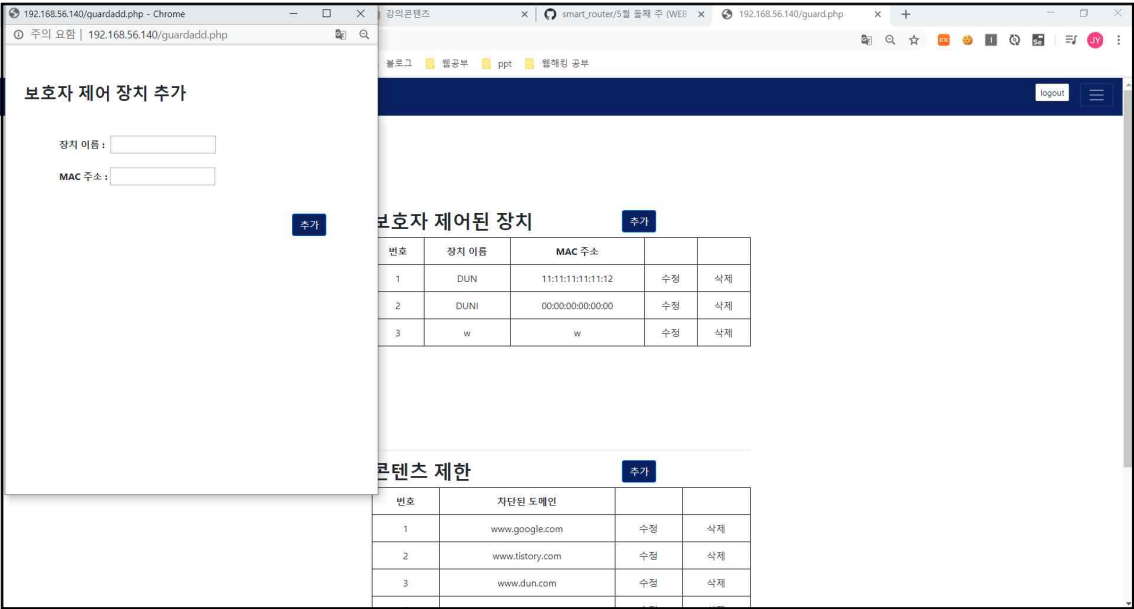 192.168.56.140/guardadd.php - Chrome
주의 요함 | 192.168.56.140/guardadd.php
보호자 제어 장치 추가
장치 이름 :
MAC 주소 :
추가
강의콘텐츠
smart_router/5월 둘째 주 (WEB
192.168.56.140/guard.php
블로그 웹공부 ppt 웹해킹 공부
JY
logout
보호자 제어된 장치 추가
번호 장치 이름 MAC 주소
1 DUN 11:11:11:11:11:12 수정 삭제
2 DUNI 00:00:00:00:00:00 수정 삭제
3 w w 수정 삭제
콘텐츠 제한 추가
번호 차단된 도메인
1 www.google.com 수정 삭제
2 www.tistory.com 수정 삭제
3 www.dun.com 수정 삭제